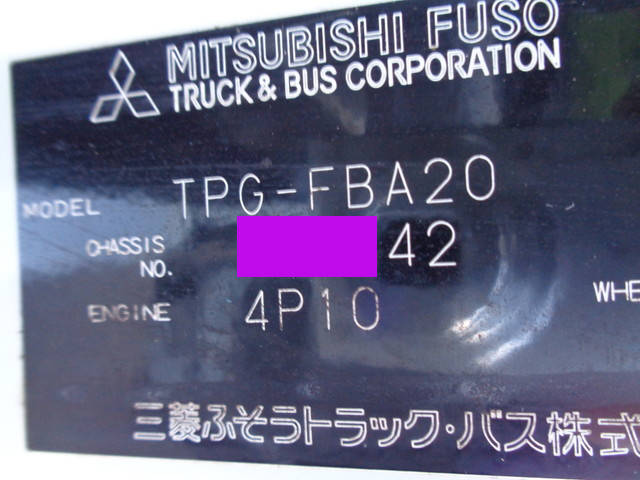 MITSUBISHI FUSO
TRUCK & BUS CORPORATION
MODEL TPG-FBA20
CHASSIS NO. 42
ENGINE 4P10
WHE
三菱ふそうトラック・バス株式